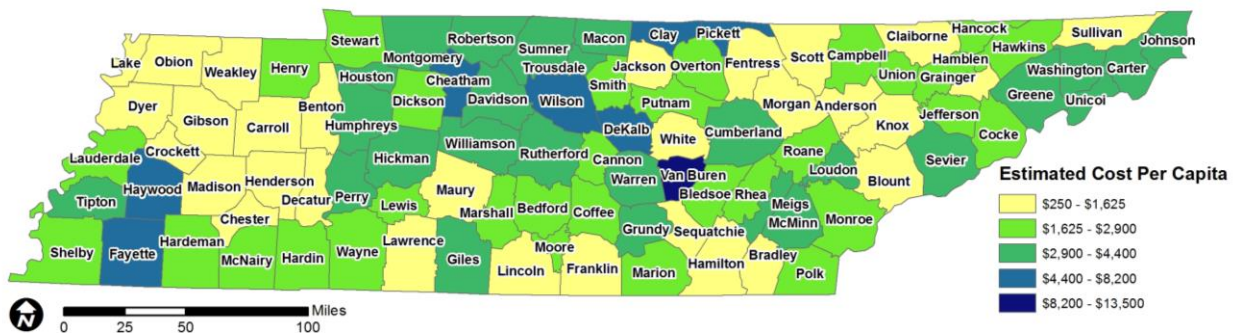 Stewart
Robertson
Sumner
Macon
Clay
Pickett
Claiborne
Hancock
Sullivan
Johnson
Lake
Obion
Weakley
Henry
Montgomery
Trousdale
Jackson
Overton
Fentress
Scott
Campbell
Hamblen
Hawkins
Houston
Cheatham
Smith
Union
Grainger
Washington
Carter
Dyer
Benton
Dickson
Davidson
Wilson
Putnam
Morgan
Anderson
Greene
Unicoi
Gibson
Carroll
Humphreys
DeKalb
White
Cumberland
Knox
Jefferson
Cocke
Lauderdale
Crockett
Williamson
Rutherford
Cannon
Roane
Sevier
Haywood
Madison
Henderson
Hickman
Warren
Van Buren
Loudon
Blount
Tipton
Decatur
Perry
Maury
Bledsoe
Rhea
Meigs
Chester
Lewis
Marshall
Bedford
Coffee
McMinn
Monroe
Shelby
Fayette
Hardeman
McNairy
Hardin
Wayne
Lawrence
Giles
Moore
Grundy
Sequatchie
Lincoln
Franklin
Marion
Hamilton
Bradley
Polk
Estimated Cost Per Capita
$250 - $1,625
$1,625 - $2,900
$2,900 - $4,400
$4,400 - $8,200
$8,200 - $13,500
N
Miles
0 25 50 100